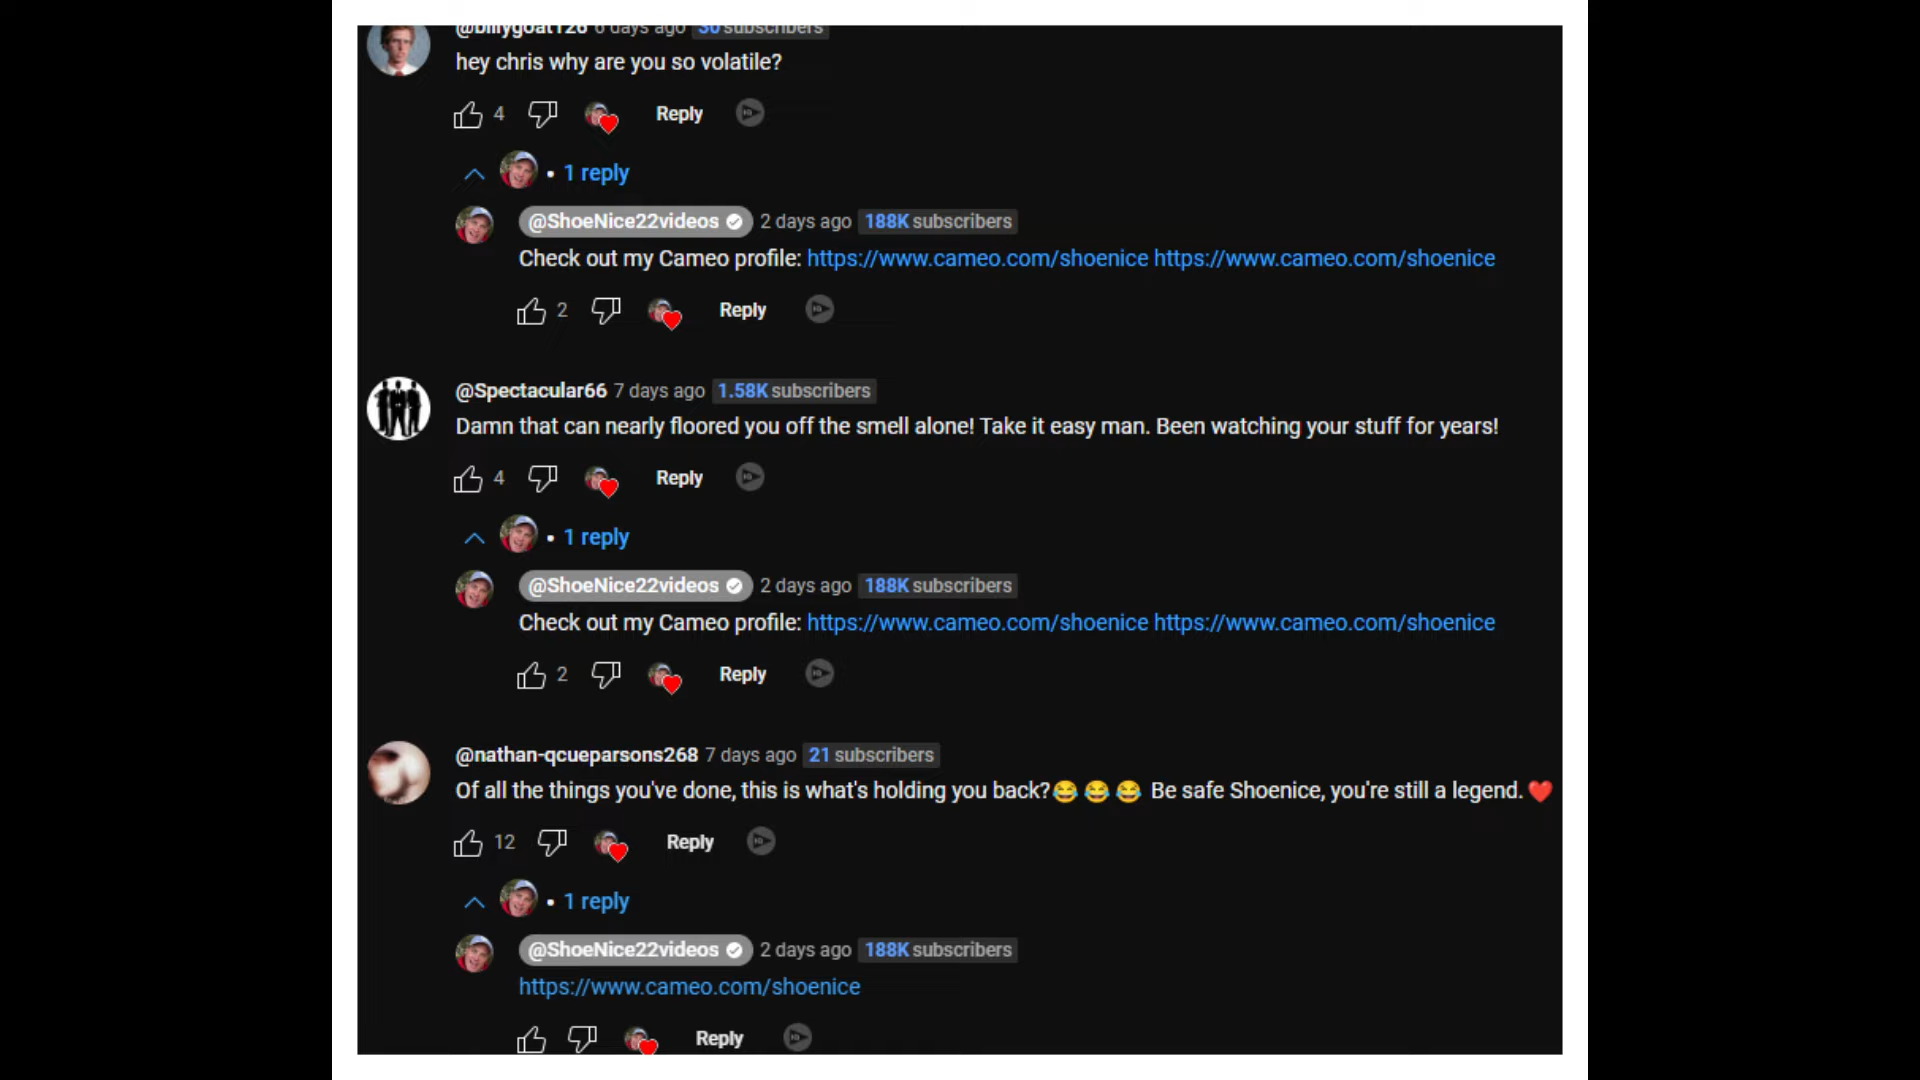 @billygoat126 6 days ago 30 subscribers
hey chris why are you so volatile?
4 Reply
• 1 reply
@ShoeNice22videos 2 days ago 188K subscribers
Check out my Cameo profile: https://www.cameo.com/shoenice https://www.cameo.com/shoenice
2 Reply
@Spectacular66 7 days ago 1.58K subscribers
Damn that can nearly floored you off the smell alone! Take it easy man. Been watching your stuff for years!
4 Reply
• 1 reply
@ShoeNice22videos 2 days ago 188K subscribers
Check out my Cameo profile: https://www.cameo.com/shoenice https://www.cameo.com/shoenice
2 Reply
@nathan-qcueparsons268 7 days ago 21 subscribers
Of all the things you've done, this is what's holding you back?😂 😂 😂 Be safe Shoenice, you're still a legend.❤️
12 Reply
• 1 reply
@ShoeNice22videos 2 days ago 188K subscribers
https://www.cameo.com/shoenice
Reply